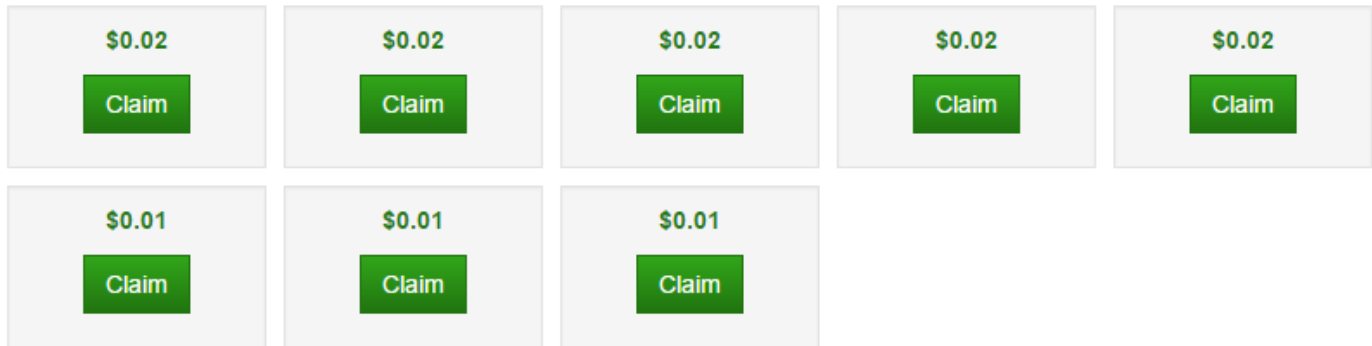 $0.02 $0.02 $0.02 $0.02 $0.02
Claim Claim Claim Claim Claim
$0.01 $0.01 $0.01
Claim Claim Claim